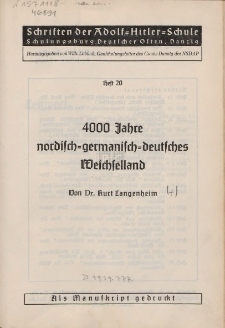 Schriften der Adolf-Hitler-Schule
Schulungsburg Deutscher Osten, Danzig
Heft 20
4000 Jahre
nordisch-germanisch-deutsches
Weichselland
Von Dr. Kurt Langenheim
Als Manuskript gedruckt